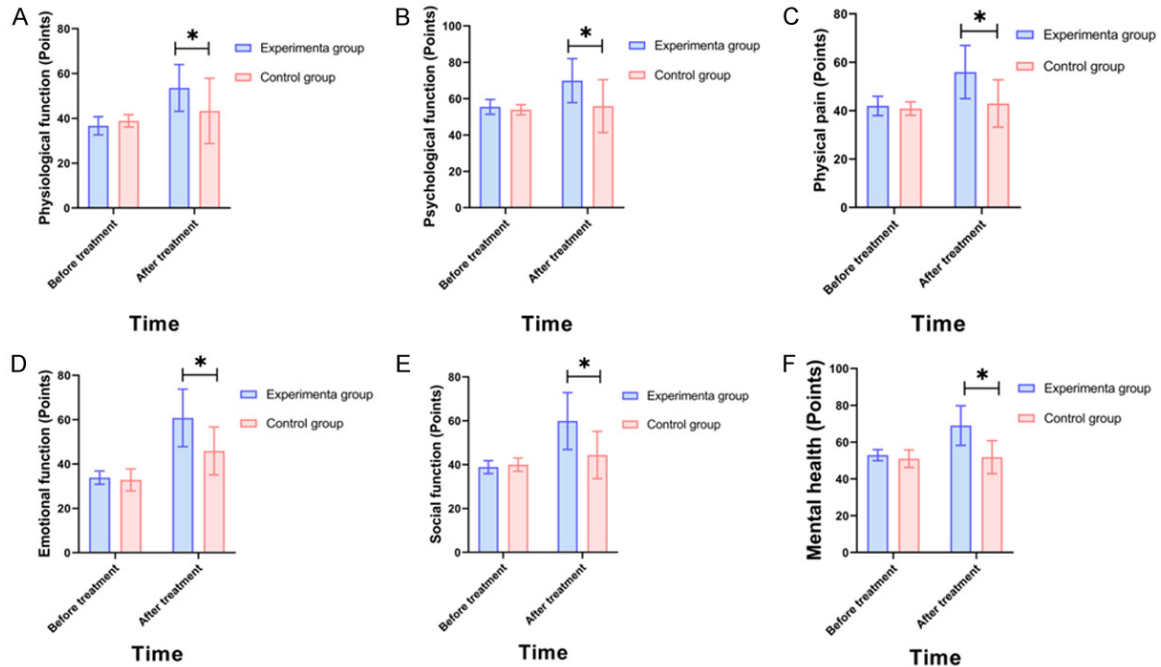 A
Physiological function (Points)
80
60
40
20
0
*
Experimenta group
Control group
Before treatment
After treatment
Time
B
Psychological function (Points)
100
80
60
40
20
0
*
Experimenta group
Control group
Before treatment
After treatment
Time
C
Physical pain (Points)
80
60
40
20
0
*
Experimenta group
Control group
Before treatment
After treatment
Time
D
Emotional function (Points)
80
60
40
20
0
*
Experimenta group
Control group
Before treatment
After treatment
Time
E
Social function (Points)
80
60
40
20
0
*
Experimenta group
Control group
Before treatment
After treatment
Time
F
Mental health (Points)
100
80
60
40
20
0
*
Experimenta group
Control group
Before treatment
After treatment
Time